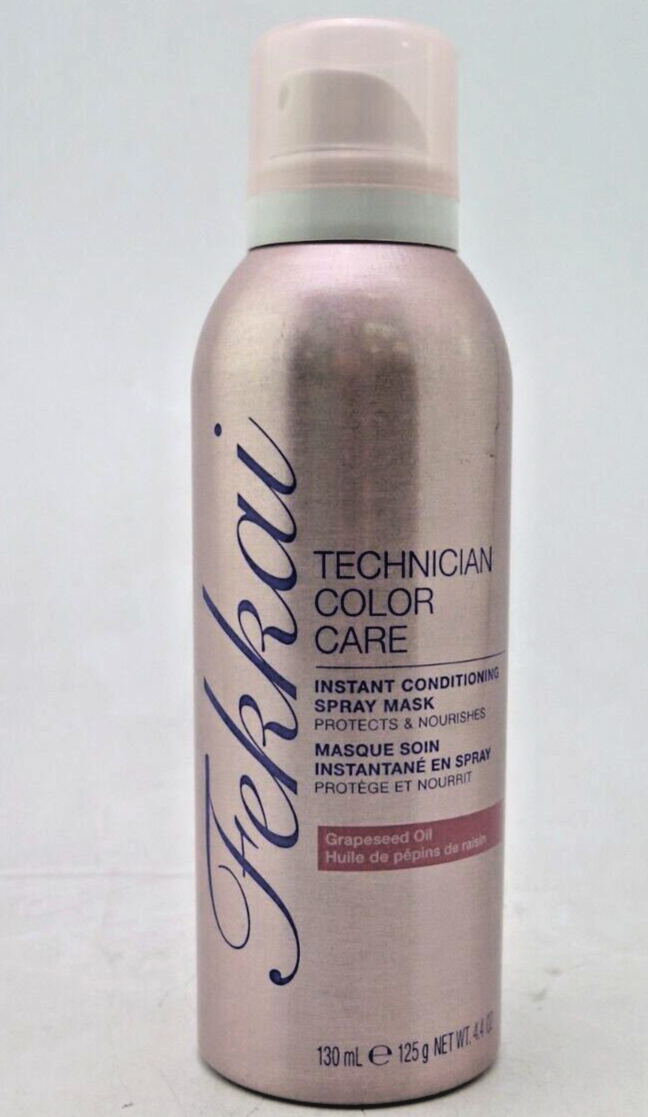 Fekkai
TECHNICIAN
COLOR
CARE
INSTANT CONDITIONING
SPRAY MASK
PROTECTS & NOURISHES
MASQUE SOIN
INSTANTANÉ EN SPRAY
PROTÈGE ET NOURRIT
Grapeseed Oil
Huile de pépins de raisin
130 mL ℮ 125 g NET WT. 4.4 OZ